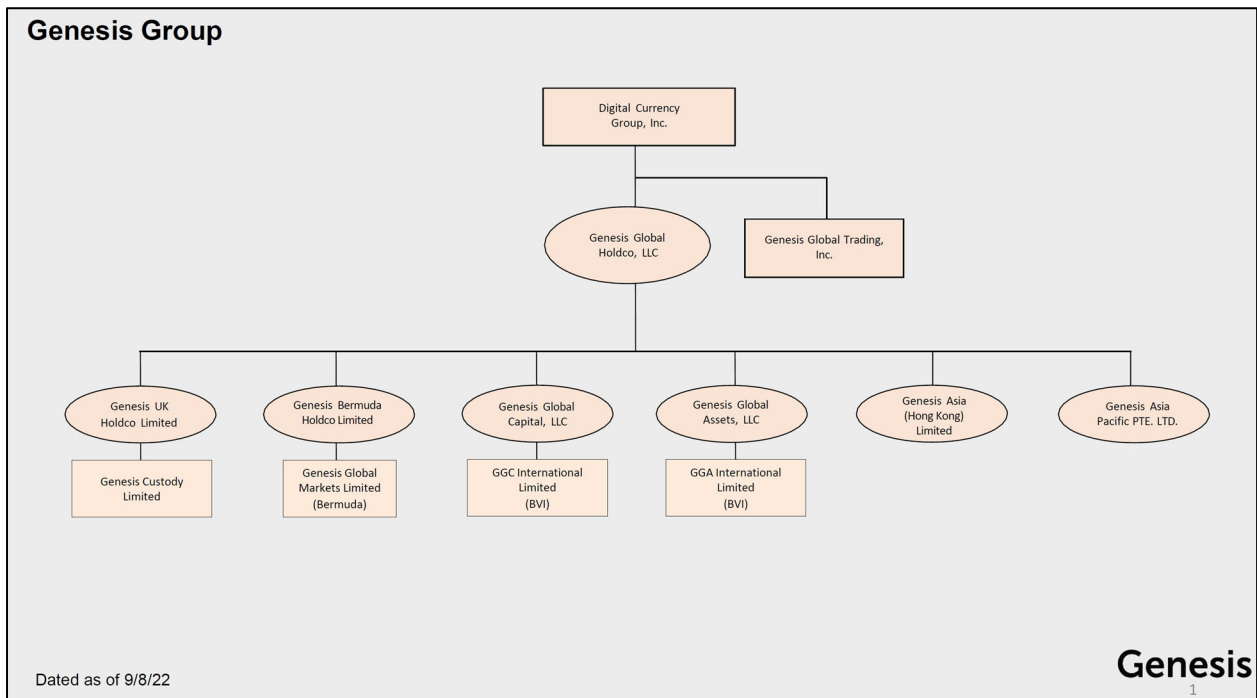 Genesis Group
Digital Currency
Group, Inc.
Genesis Global
Holdco, LLC
Genesis Global Trading,
Inc.
Genesis UK
Holdco Limited
Genesis Bermuda
Holdco Limited
Genesis Global
Capital, LLC
Genesis Global
Assets, LLC
Genesis Asia
(Hong Kong)
Limited
Genesis Asia
Pacific PTE. LTD.
Genesis Custody
Limited
Genesis Global
Markets Limited
(Bermuda)
GGC International
Limited
(BVI)
GGA International
Limited
(BVI)
Dated as of 9/8/22
Genesis
1